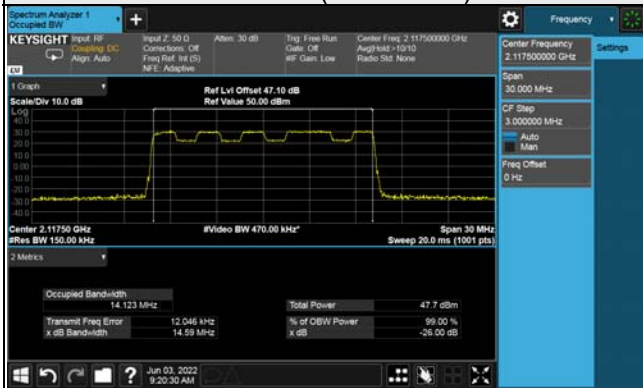 Spectrum Analyzer 1
Occupied BW
Frequency
KEYSIGHT
Input: RF
Coupling: DC
Align: Auto
Input Z: 50 Ω
Corrections: Off
Freq Ref: Int (S)
NFE: Adaptive
Atten: 30 dB
Trig: Free Run
Gate: Off
#IF Gain: Low
Center Freq: 2.117500000 GHz
Avg|Hold:>10/10
Radio Std: None
LXI
Center Frequency
2.117500000 GHz
Settings
Span
30.000 MHz
CF Step
3.000000 MHz
Auto
Man
Freq Offset
0 Hz
1 Graph
Scale/Div 10.0 dB
Ref Lvl Offset 47.10 dB
Ref Value 50.00 dBm
Log
40.0
30.0
20.0
10.0
0.00
-10.0
-20.0
-30.0
-40.0
Center 2.11750 GHz
#Res BW 150.00 kHz
#Video BW 470.00 kHz*
Span 30 MHz
Sweep 20.0 ms (1001 pts)
2 Metrics
Occupied Bandwidth
14.123 MHz
Total Power 47.7 dBm
Transmit Freq Error 12.046 kHz
% of OBW Power 99.00 %
x dB Bandwidth 14.59 MHz
x dB -26.00 dB
?
Jun 03, 2022
9:20:30 AM